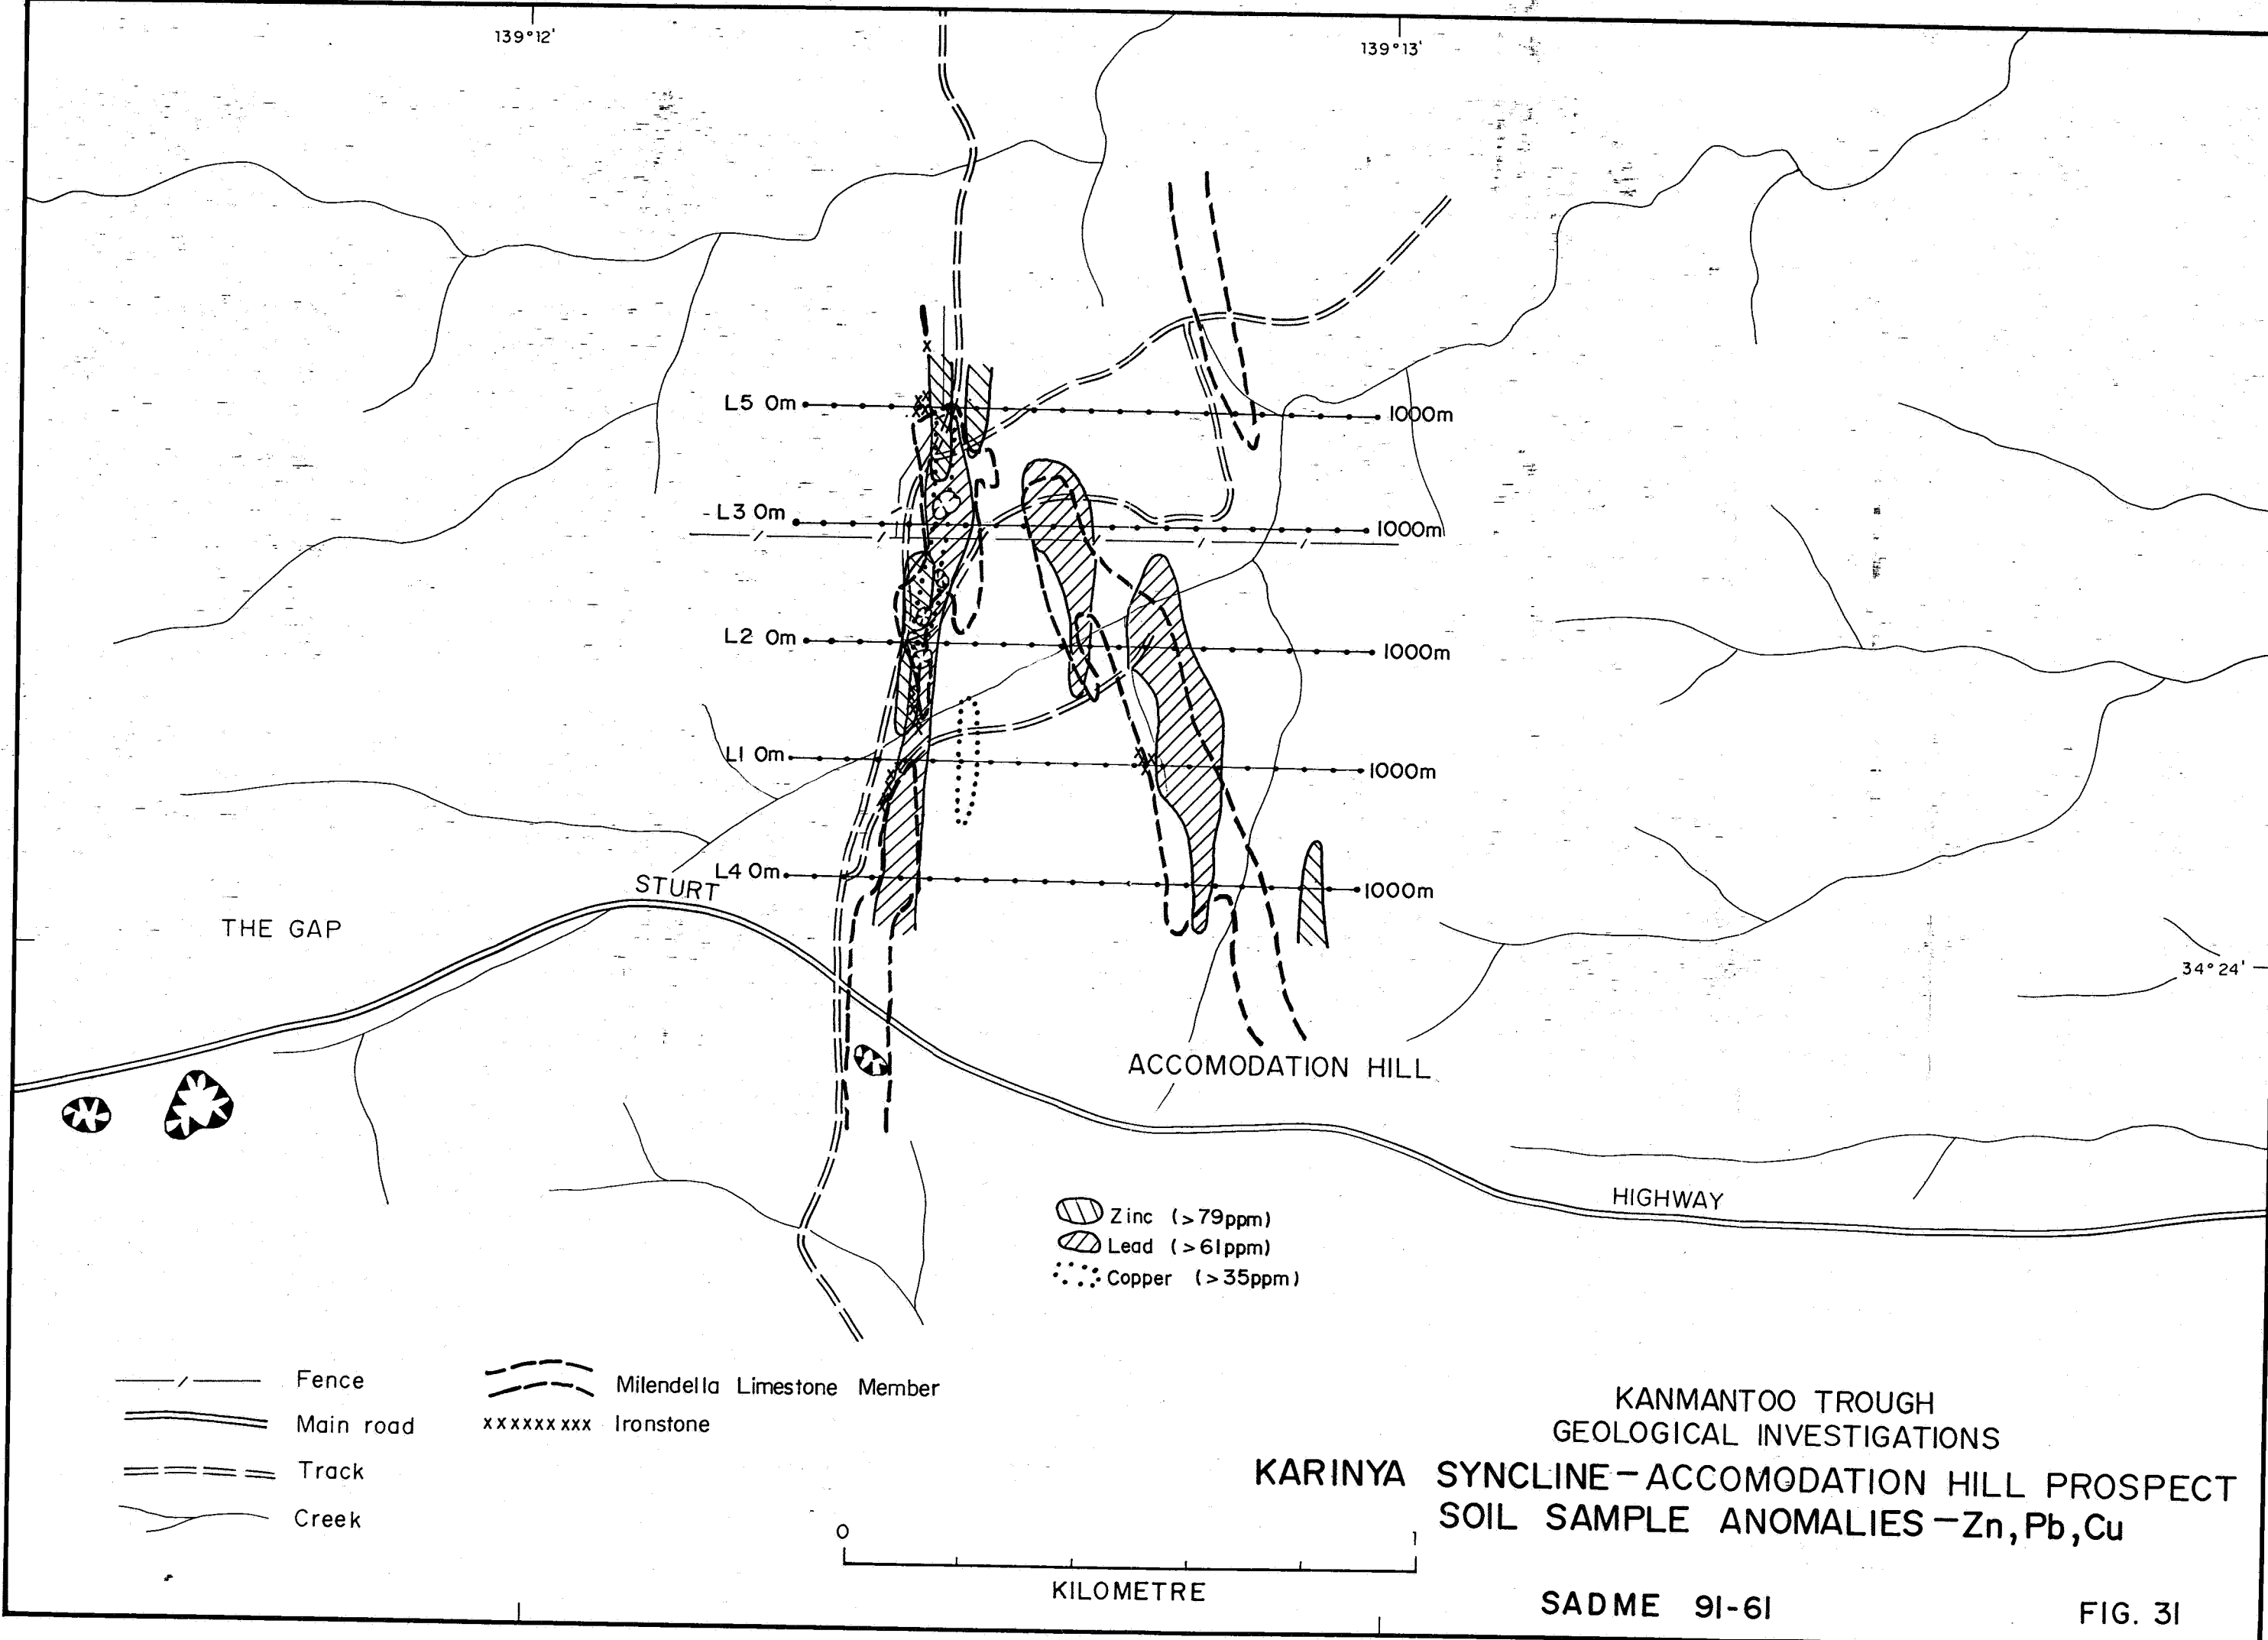 139°12'
139°13'
L5 0m
1000m
L3 0m
1000m
L2 0m
1000m
L1 0m
1000m
L4 0m
1000m
STURT
THE GAP
34°24'
ACCOMODATION HILL
HIGHWAY
Zinc (>79ppm)
Lead (>61ppm)
Copper (>35ppm)
Fence
Main road
Track
Creek
Milendella Limestone Member
xxxxxxxxx Ironstone
KANMANTOO TROUGH
GEOLOGICAL INVESTIGATIONS
KARINYA SYNCLINE-ACCOMODATION HILL PROSPECT
SOIL SAMPLE ANOMALIES-Zn,Pb,Cu
0 1
KILOMETRE
SADME 91-61
FIG. 31